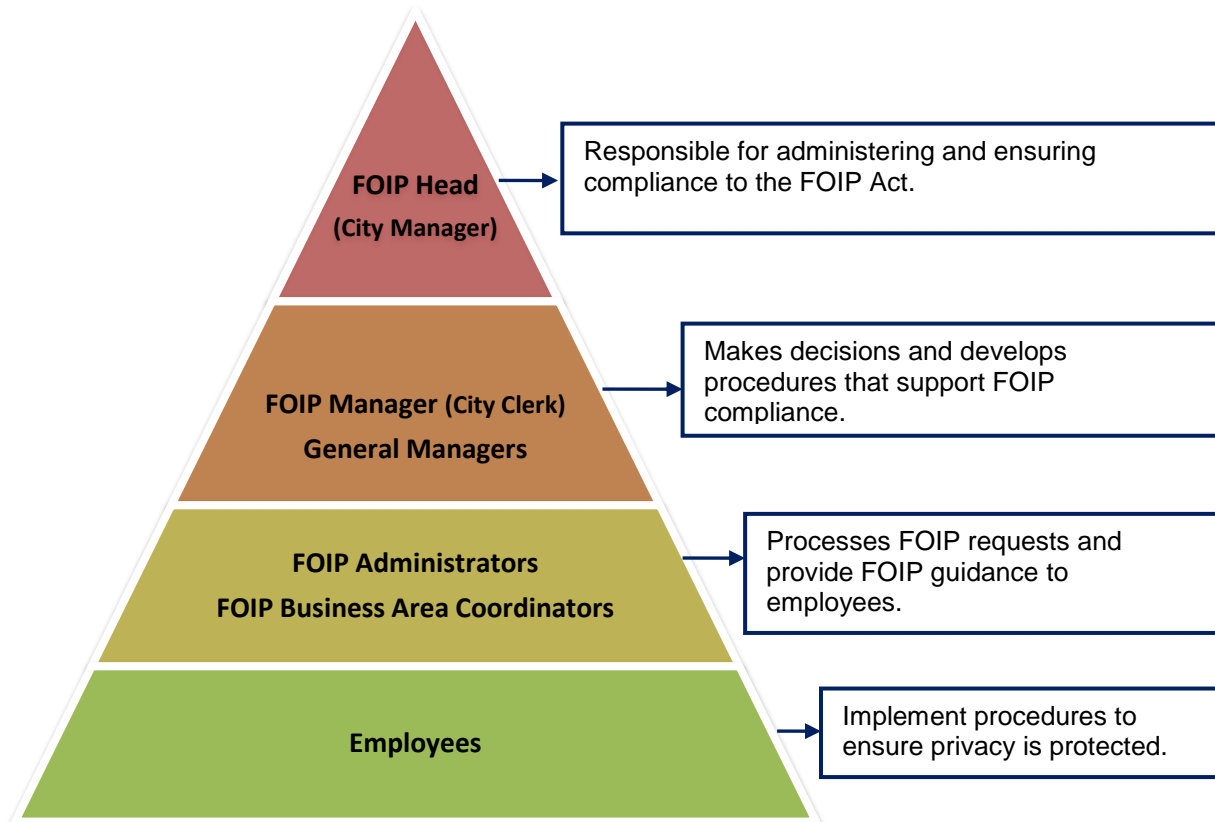 FOIP Head
(City Manager)
Responsible for administering and ensuring
compliance to the FOIP Act.
FOIP Manager (City Clerk)
General Managers
Makes decisions and develops
procedures that support FOIP
compliance.
FOIP Administrators
FOIP Business Area Coordinators
Processes FOIP requests and
provide FOIP guidance to
employees.
Employees
Implement procedures to
ensure privacy is protected.